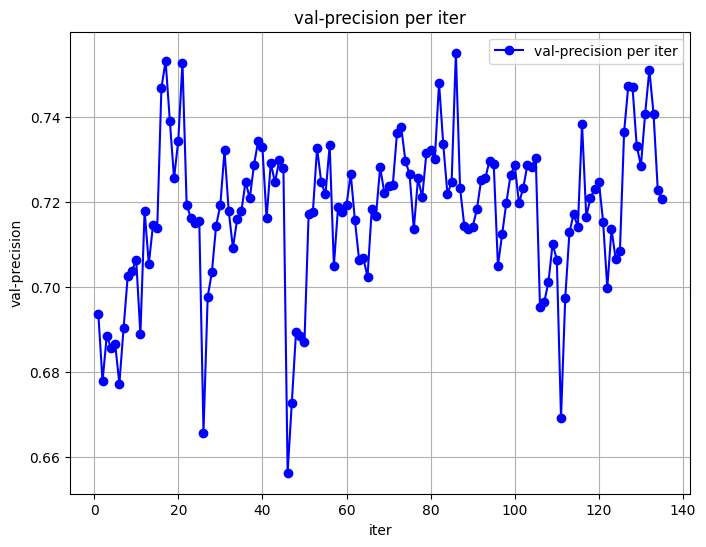 val-precision per iter
val-precision per iter
0.74
0.72
0.70
0.68
0.66
val-precision
0 20 40 60 80 100 120 140
iter